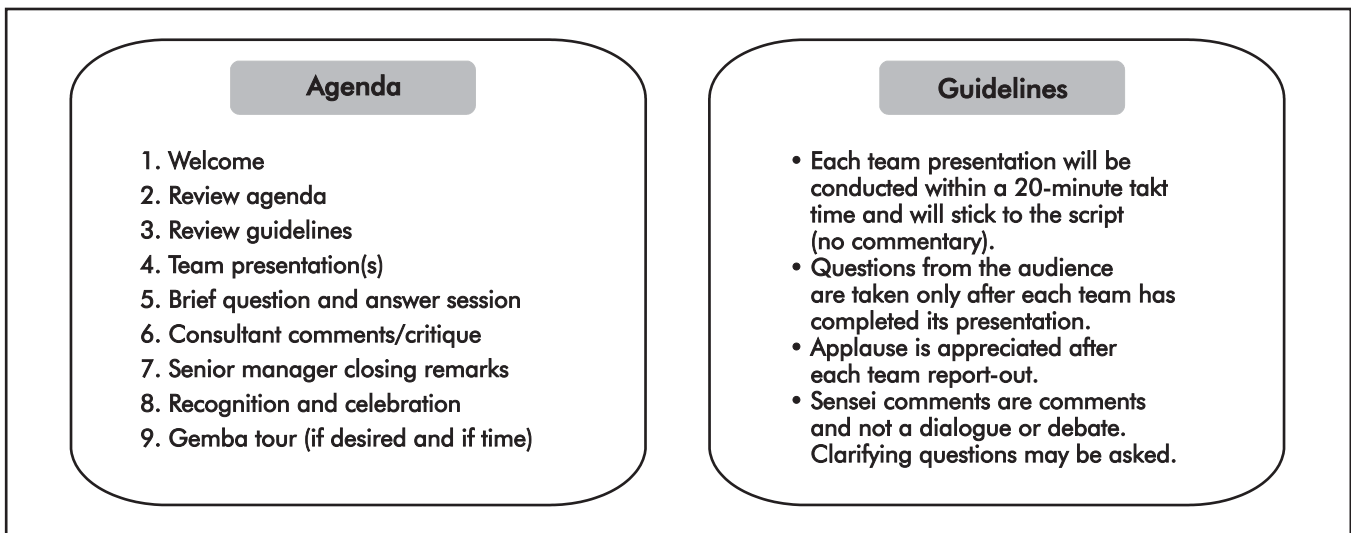 Agenda
1. Welcome
2. Review agenda
3. Review guidelines
4. Team presentation(s)
5. Brief question and answer session
6. Consultant comments/critique
7. Senior manager closing remarks
8. Recognition and celebration
9. Gemba tour (if desired and if time)
Guidelines
• Each team presentation will be
conducted within a 20-minute takt
time and will stick to the script
(no commentary).
• Questions from the audience
are taken only after each team has
completed its presentation.
• Applause is appreciated after
each team report-out.
• Sensei comments are comments
and not a dialogue or debate.
Clarifying questions may be asked.